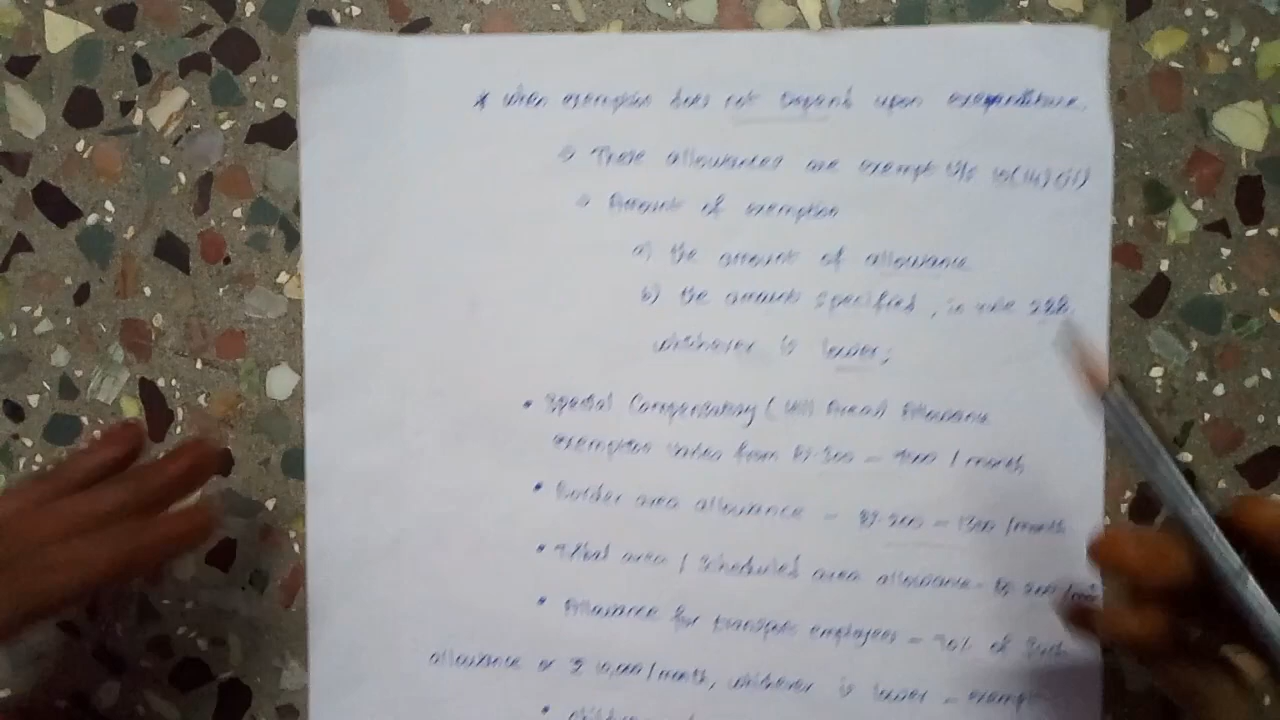 * when exemption does not depend upon expenditure.
These allowances are exempt U/s 10(14)(ii)
Amount of exemption
a) the amount of allowance
b) the amount specified, in rule 2BB
whichever is lower;
• Special Compensatory (Hill Area) Allowance
exemption varies from Rs.300 - 7000 / month
• Border area allowance - Rs.200 - 1300 / month
• Tribal area / Scheduled area allowance - Rs 200 /
• Allowance for transport employees = 70% of such
allowance or ₹ 10,000/month, whichever is lower -